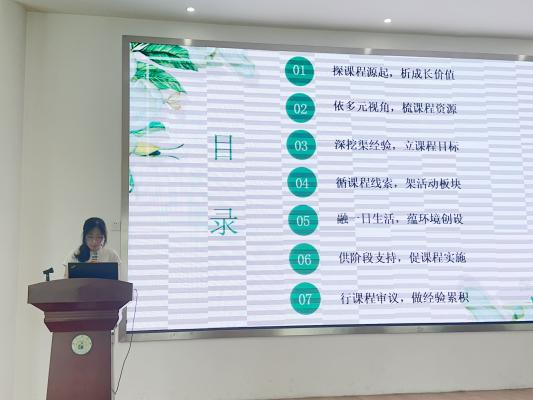 目录
01 探课程源起，析成长价值
02 依多元视角，梳课程资源
03 深挖渠经验，立课程目标
04 循课程线索，架活动板块
05 融一日生活，蕴环境创设
06 供阶段支持，促课程实施
07 行课程审议，做经验累积